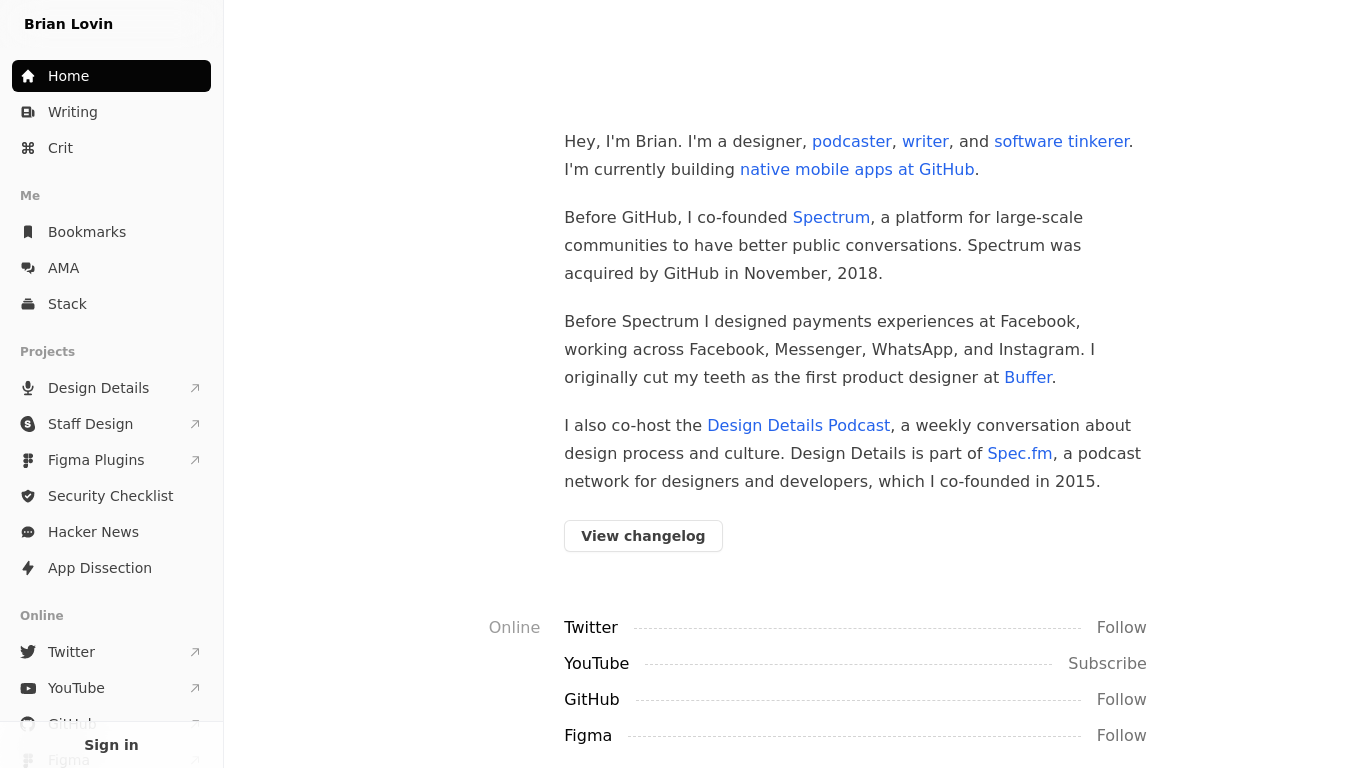 Brian Lovin
Home
Writing
Crit
Me
Bookmarks
AMA
Stack
Projects
Design Details
Staff Design
Figma Plugins
Security Checklist
Hacker News
App Dissection
Online
Twitter
YouTube
GitHub
Figma
Sign in
Hey, I'm Brian. I'm a designer, podcaster, writer, and software tinkerer.
I'm currently building native mobile apps at GitHub.
Before GitHub, I co-founded Spectrum, a platform for large-scale
communities to have better public conversations. Spectrum was
acquired by GitHub in November, 2018.
Before Spectrum I designed payments experiences at Facebook,
working across Facebook, Messenger, WhatsApp, and Instagram. I
originally cut my teeth as the first product designer at Buffer.
I also co-host the Design Details Podcast, a weekly conversation about
design process and culture. Design Details is part of Spec.fm, a podcast
network for designers and developers, which I co-founded in 2015.
View changelog
Online
Twitter Follow
YouTube Subscribe
GitHub Follow
Figma Follow